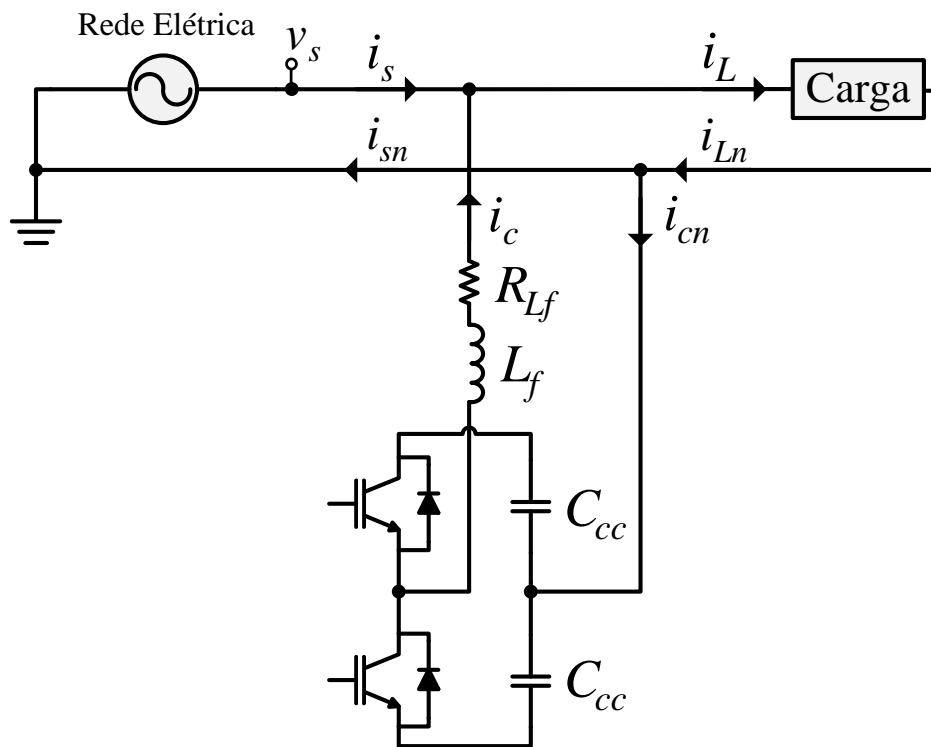 Rede Elétrica
v_s
i_s
i_L
Carga
i_sn
i_Ln
i_c
i_cn
R_Lf
L_f
C_cc
C_cc